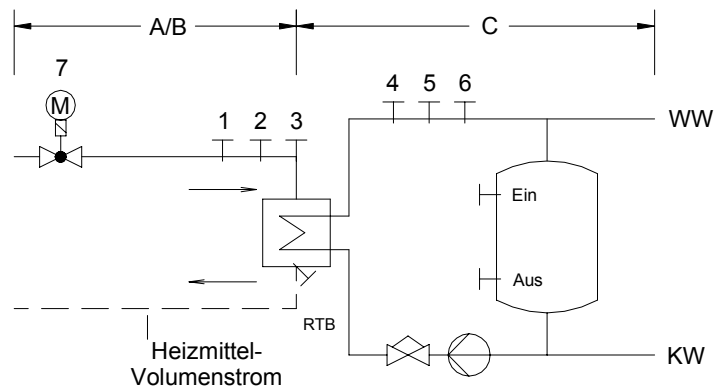 A/B
C
7
M
1 2 3
4 5 6
WW
Ein
Aus
RTB
KW
Heizmittel-
Volumenstrom